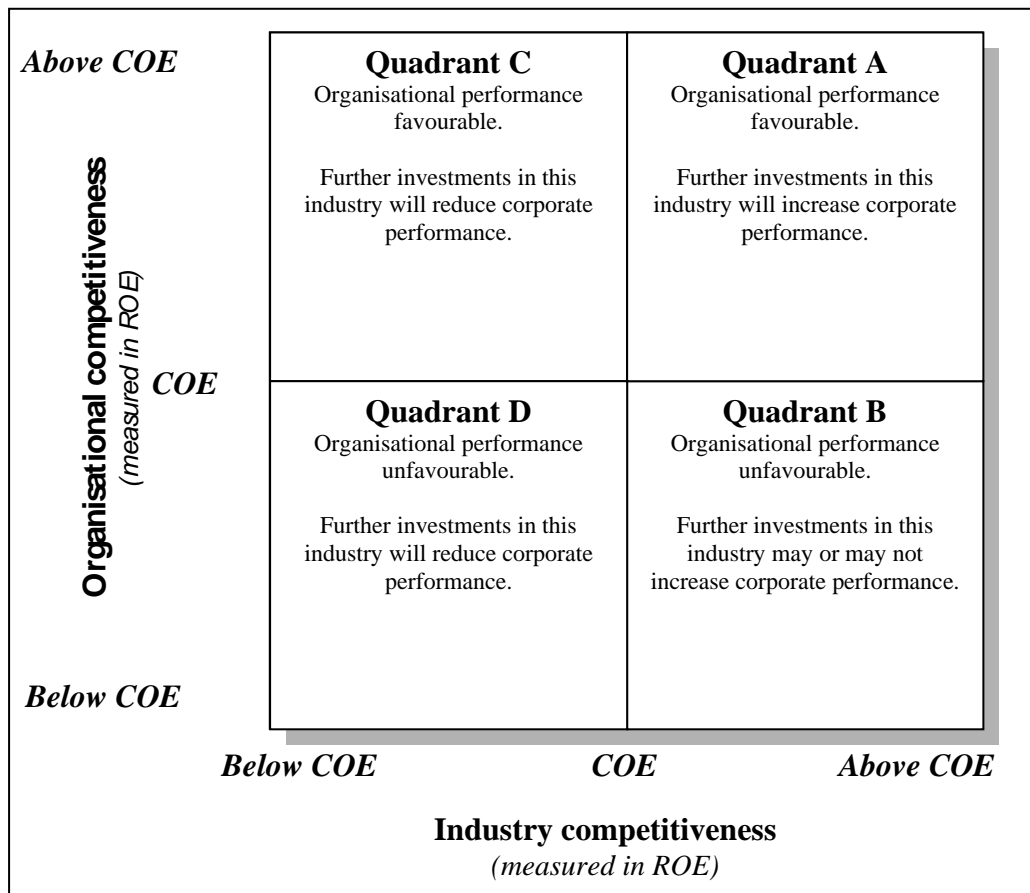 Above COE
Organisational competitiveness
(measured in ROE)
COE
Below COE
Quadrant C
Organisational performance
favourable.
Further investments in this
industry will reduce corporate
performance.
Quadrant A
Organisational performance
favourable.
Further investments in this
industry will increase corporate
performance.
Quadrant D
Organisational performance
unfavourable.
Further investments in this
industry will reduce corporate
performance.
Quadrant B
Organisational performance
unfavourable.
Further investments in this
industry may or may not
increase corporate performance.
Below COE
COE
Above COE
Industry competitiveness
(measured in ROE)